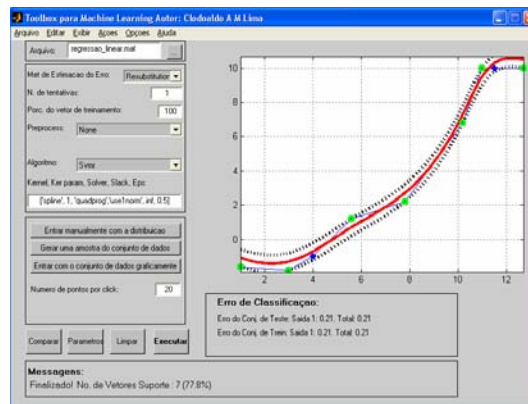 Toolbox para Machine Learning Autor: Clodoaldo A M Lima
Arquivo Editar Exibir Acoes Opcoes Ajuda
Arquivo: regressao_linear.mat ...
Met de Estimacao do Erro: Resubstitution
N. de tentativas: 1
Porc. do vetor de treinamento: 100
Preprocess: None
Algoritmo: Svmr
Kernel, Ker param, Solver, Slack, Eps:
['spline', 1, 'quadprog','use1norm', inf, 0.5]
Entrar manualmente com a distribuicao
Gerar uma amostra do conjunto de dados
Entrar com o conjunto de dados graficamente
Numero de pontos por click: 20
Comparar Parametros Limpar Executar
10
8
6
4
2
0
2 4 6 8 10 12
Erro de Classificaçao:
Erro do Conj. de Teste: Saida 1: 0.21. Total: 0.21
Erro do Conj. de Trein: Saida 1: 0.21. Total: 0.21
Messagens:
Finalizado! No. de Vetores Suporte : 7 (77.8%)